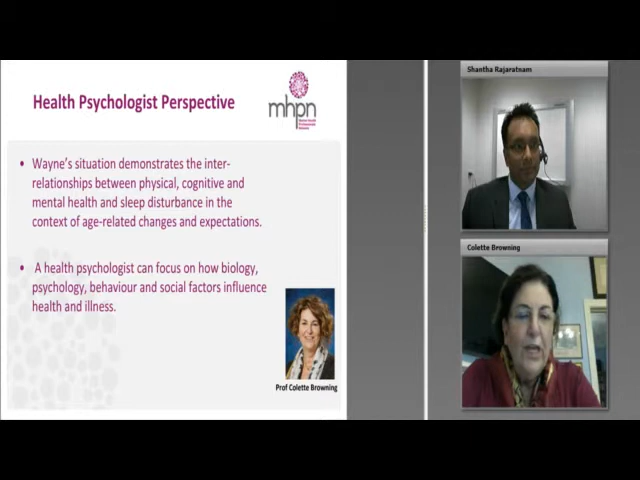 Health Psychologist Perspective
mhpn
Wayne's situation demonstrates the inter-
relationships between physical, cognitive and
mental health and sleep disturbance in the
context of age-related changes and expectations.
A health psychologist can focus on how biology,
psychology, behaviour and social factors influence
health and illness.
Prof Colette Browning
Shantha Rajaratnam
Colette Browning